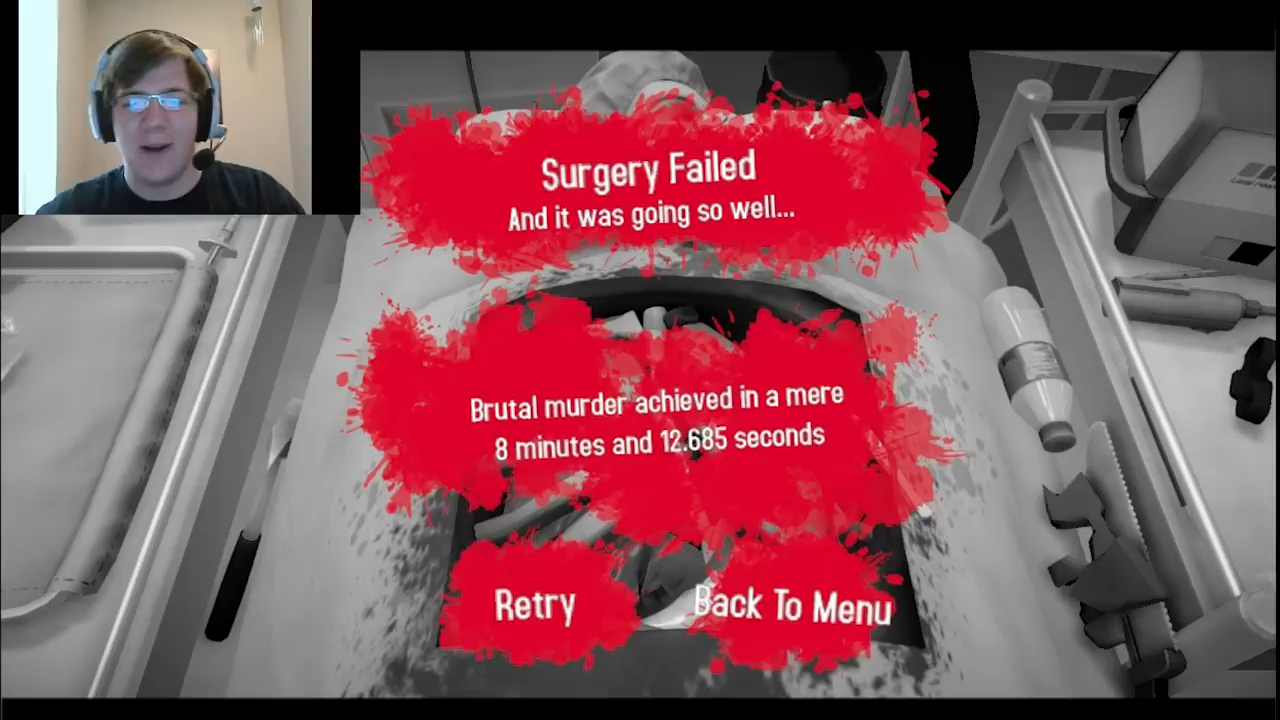 Surgery Failed
And it was going so well...
Brutal murder achieved in a mere
8 minutes and 12.685 seconds
Retry
Back To Menu